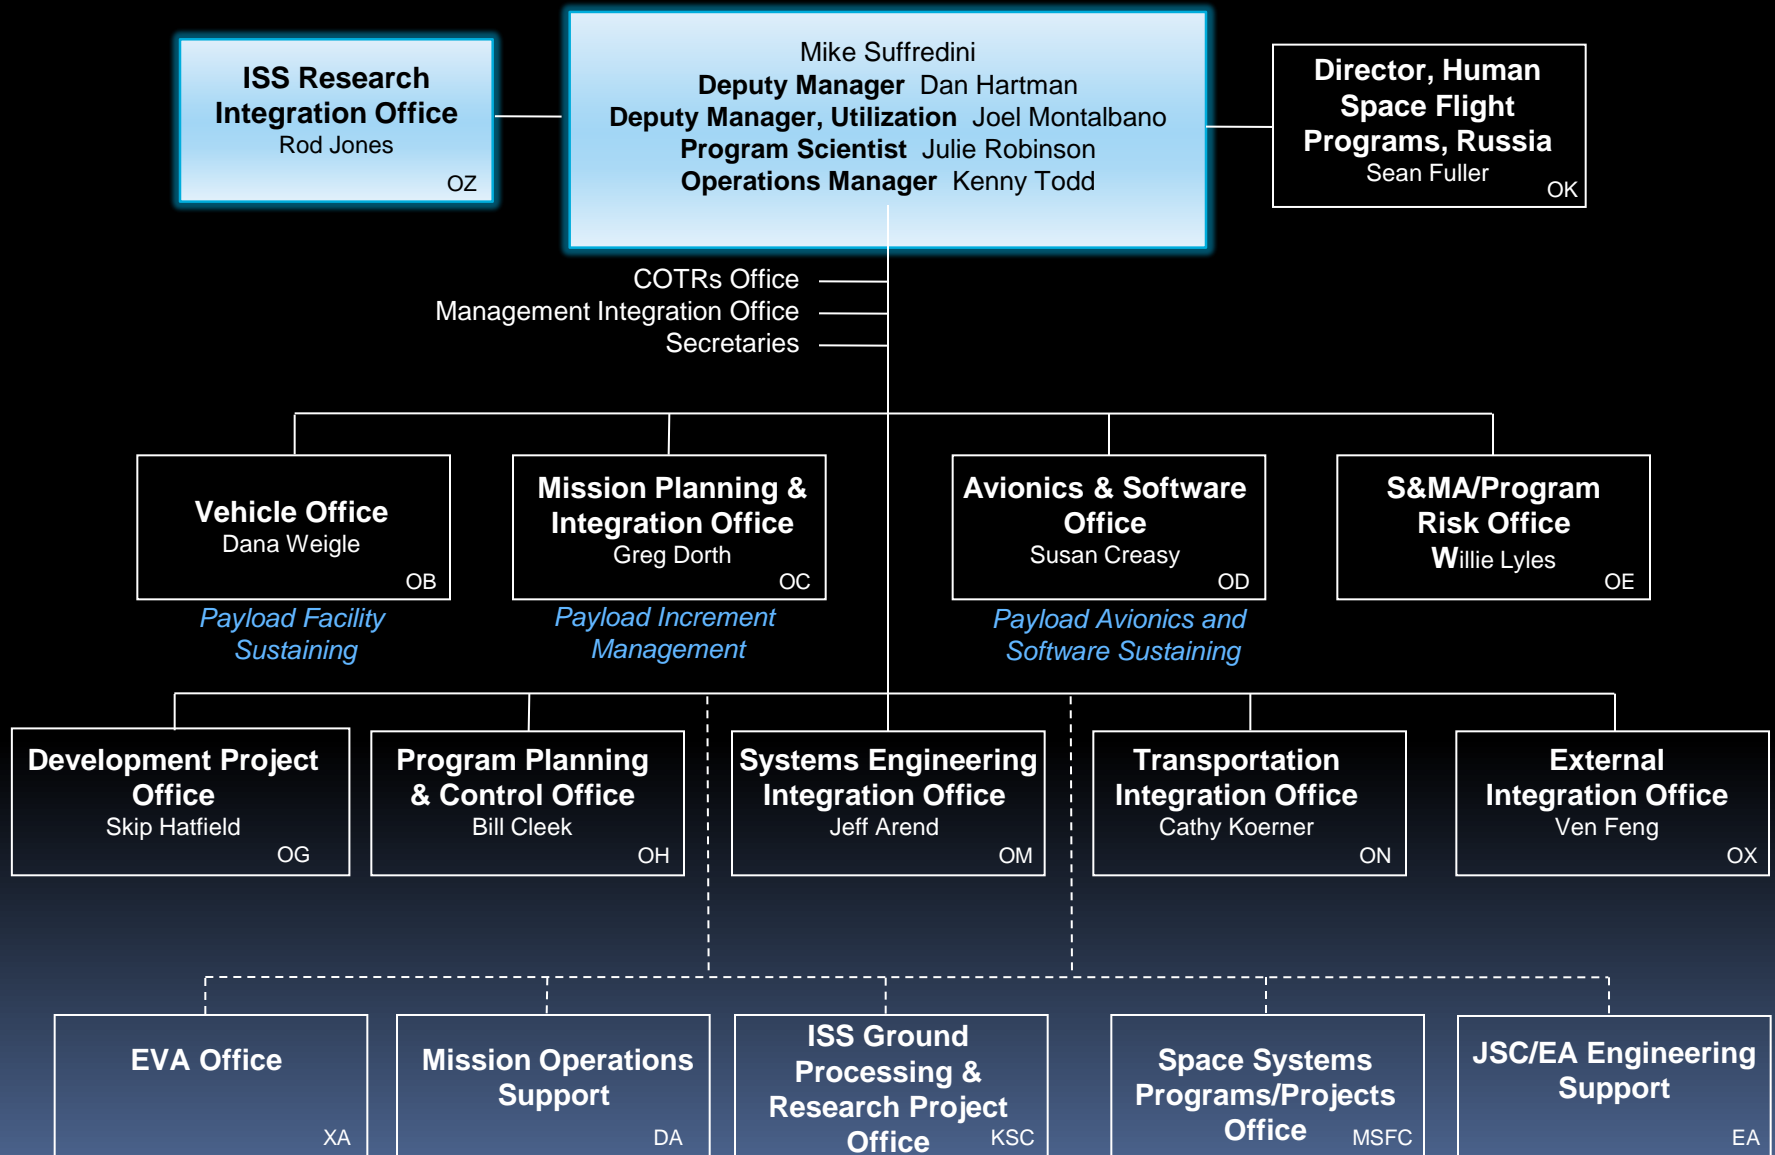 ISS Research
Integration Office
Rod Jones
OZ
Mike Suffredini
Deputy Manager Dan Hartman
Deputy Manager, Utilization Joel Montalbano
Program Scientist Julie Robinson
Operations Manager Kenny Todd
Director, Human
Space Flight
Programs, Russia
Sean Fuller
OK
COTRs Office
Management Integration Office
Secretaries
Vehicle Office
Dana Weigle
OB
Payload Facility
Sustaining
Mission Planning &
Integration Office
Greg Dorth
OC
Payload Increment
Management
Avionics & Software
Office
Susan Creasy
OD
Payload Avionics and
Software Sustaining
S&MA/Program
Risk Office
Willie Lyles
OE
Development Project
Office
Skip Hatfield
OG
Program Planning
& Control Office
Bill Cleek
OH
Systems Engineering
Integration Office
Jeff Arend
OM
Transportation
Integration Office
Cathy Koerner
ON
External
Integration Office
Ven Feng
OX
EVA Office
XA
Mission Operations
Support
DA
ISS Ground
Processing &
Research Project
Office
KSC
Space Systems
Programs/Projects
Office
MSFC
JSC/EA Engineering
Support
EA